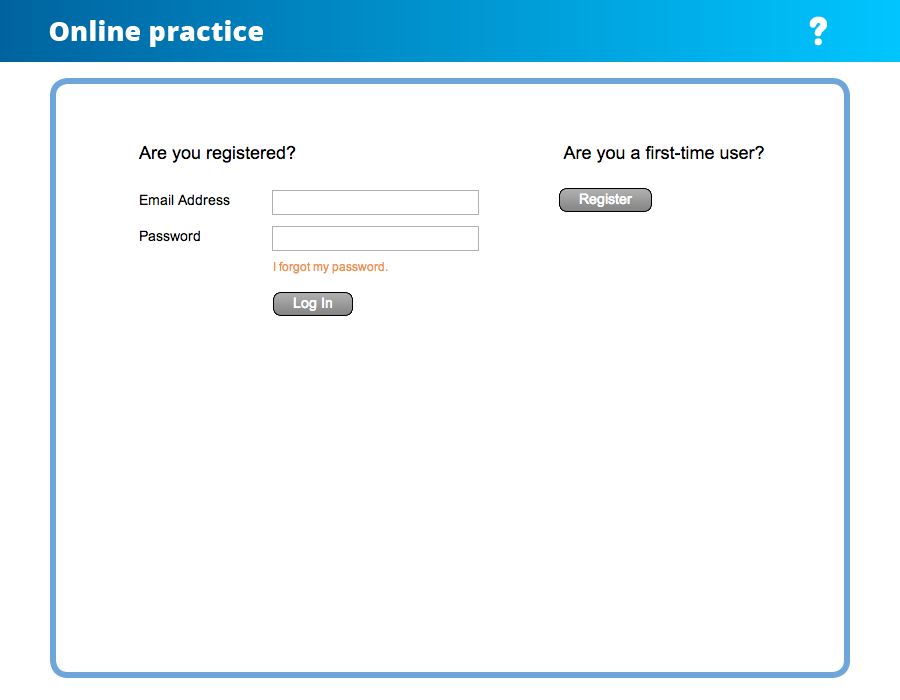 Online practice
?
Are you registered?
Are you a first-time user?
Email Address
Register
Password
I forgot my password.
Log In